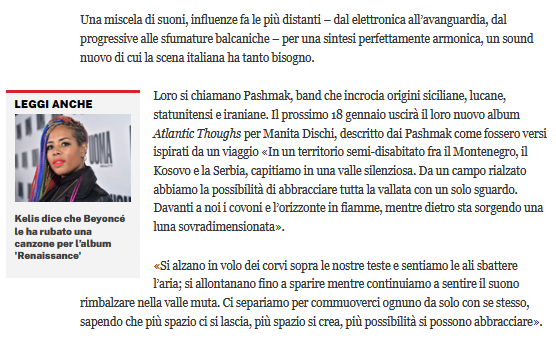 Una miscela di suoni, influenze fa le più distanti – dal elettronica all'avanguardia, dal
progressive alle sfumature balcaniche – per una sintesi perfettamente armonica, un sound
nuovo di cui la scena italiana ha tanto bisogno.
LEGGI ANCHE
Kelis dice che Beyoncé
le ha rubato una
canzone per l'album
'Renaissance'
Loro si chiamano Pashmak, band che incrocia origini siciliane, lucane,
statunitensi e iraniane. Il prossimo 18 gennaio uscirà il loro nuovo album
Atlantic Thoughs per Manita Dischi, descritto dai Pashmak come fossero versi
ispirati da un viaggio «In un territorio semi-disabitato fra il Montenegro, il
Kosovo e la Serbia, capitiamo in una valle silenziosa. Da un campo rialzato
abbiamo la possibilità di abbracciare tutta la vallata con un solo sguardo.
Davanti a noi i covoni e l'orizzonte in fiamme, mentre dietro sta sorgendo una
luna sovradimensionata».
«Si alzano in volo dei corvi sopra le nostre teste e sentiamo le ali sbattere
l'aria; si allontanano fino a sparire mentre continuiamo a sentire il suono
rimbalzare nella valle muta. Ci separiamo per commuoverci ognuno da solo con se stesso,
sapendo che più spazio ci si lascia, più spazio si crea, più possibilità si possono abbracciare».